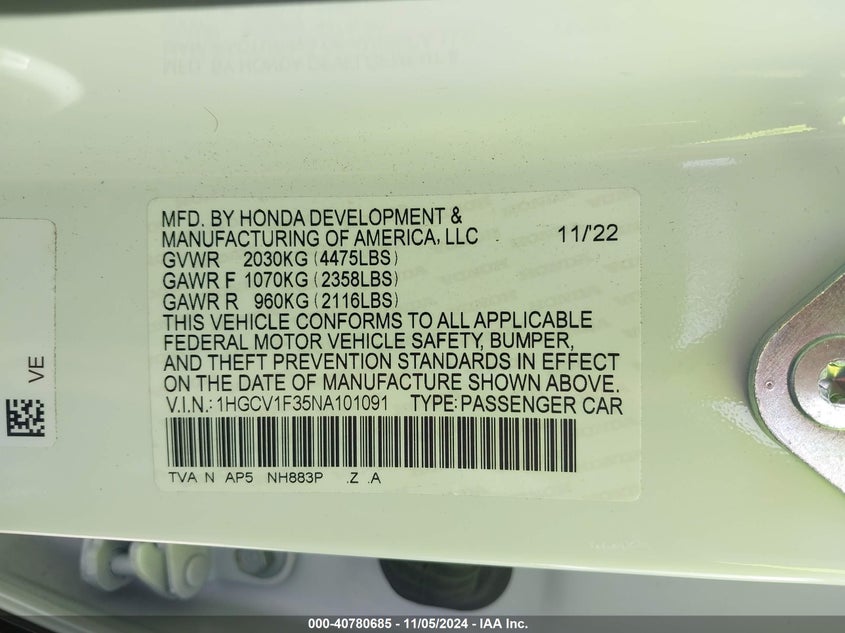 MFD. BY HONDA DEVELOPMENT &
MANUFACTURING OF AMERICA, LLC 11/'22
GVWR 2030KG (4475LBS)
GAWR F 1070KG (2358LBS)
GAWR R 960KG (2116LBS)
THIS VEHICLE CONFORMS TO ALL APPLICABLE
FEDERAL MOTOR VEHICLE SAFETY, BUMPER,
AND THEFT PREVENTION STANDARDS IN EFFECT
ON THE DATE OF MANUFACTURE SHOWN ABOVE.
V.I.N.: 1HGCV1F35NA101091 TYPE: PASSENGER CAR
TVA N AP5 NH883P .Z .A
VE
000-40780685 - 11/05/2024 - IAA Inc.